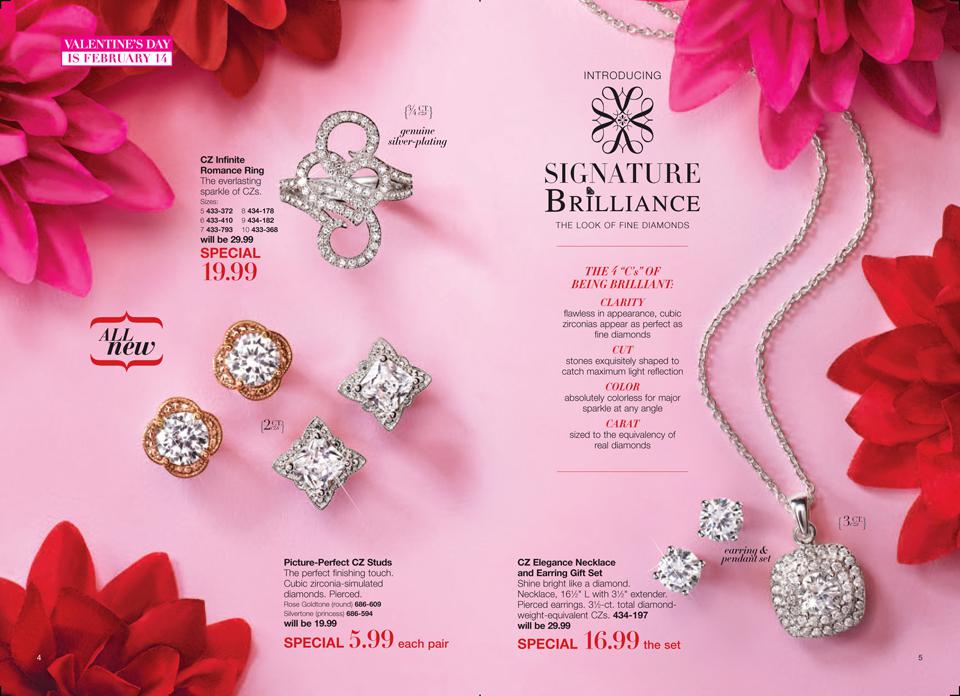 VALENTINE'S DAY
IS FEBRUARY 14
{3/4 CT. CZs}
genuine
silver-plating
CZ Infinite
Romance Ring
The everlasting
sparkle of CZs.
Sizes:
5 433-372 8 434-178
6 433-410 9 434-182
7 433-793 10 433-368
will be 29.99
SPECIAL
19.99
ALL
new
{2 CT. CZs}
Picture-Perfect CZ Studs
The perfect finishing touch.
Cubic zirconia-simulated
diamonds. Pierced.
Rose Goldtone (round) 686-609
Silvertone (princess) 686-594
will be 19.99
SPECIAL 5.99 each pair
4
INTRODUCING
SIGNATURE
BRILLIANCE
THE LOOK OF FINE DIAMONDS
THE 4 “C's” OF
BEING BRILLIANT:
CLARITY
flawless in appearance, cubic
zirconias appear as perfect as
fine diamonds
CUT
stones exquisitely shaped to
catch maximum light reflection
COLOR
absolutely colorless for major
sparkle at any angle
CARAT
sized to the equivalency of
real diamonds
{3 CT.}
earring &
pendant set
CZ Elegance Necklace
and Earring Gift Set
Shine bright like a diamond.
Necklace, 16½" L with 3½" extender.
Pierced earrings. 3½-ct. total diamond-
weight-equivalent CZs. 434-197
will be 29.99
SPECIAL 16.99 the set
5